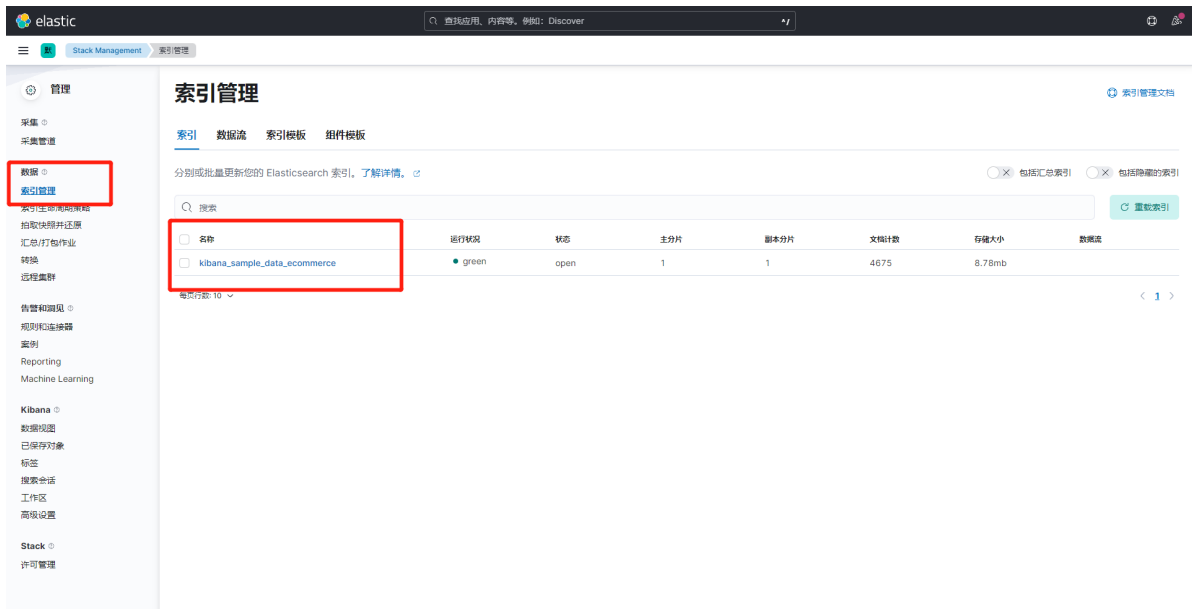 elastic
查找应用、内容等。例如: Discover
^/
默
Stack Management
索引管理
管理
采集
采集管道
数据
索引管理
索引生命周期策略
拍取快照并还原
汇总/打包作业
转换
远程集群
告警和洞见
规则和连接器
案例
Reporting
Machine Learning
Kibana
数据视图
已保存对象
标签
搜索会话
工作区
高级设置
Stack
许可管理
索引管理
索引管理文档
索引 数据流 索引模板 组件模板
分别或批量更新您的 Elasticsearch 索引。了解详情。
包括汇总索引 包括隐藏的索引
搜索
重载索引
名称 运行状况 状态 主分片 副本分片 文档计数 存储大小 数据流
kibana_sample_data_ecommerce green open 1 1 4675 8.78mb
每页行数: 10
1